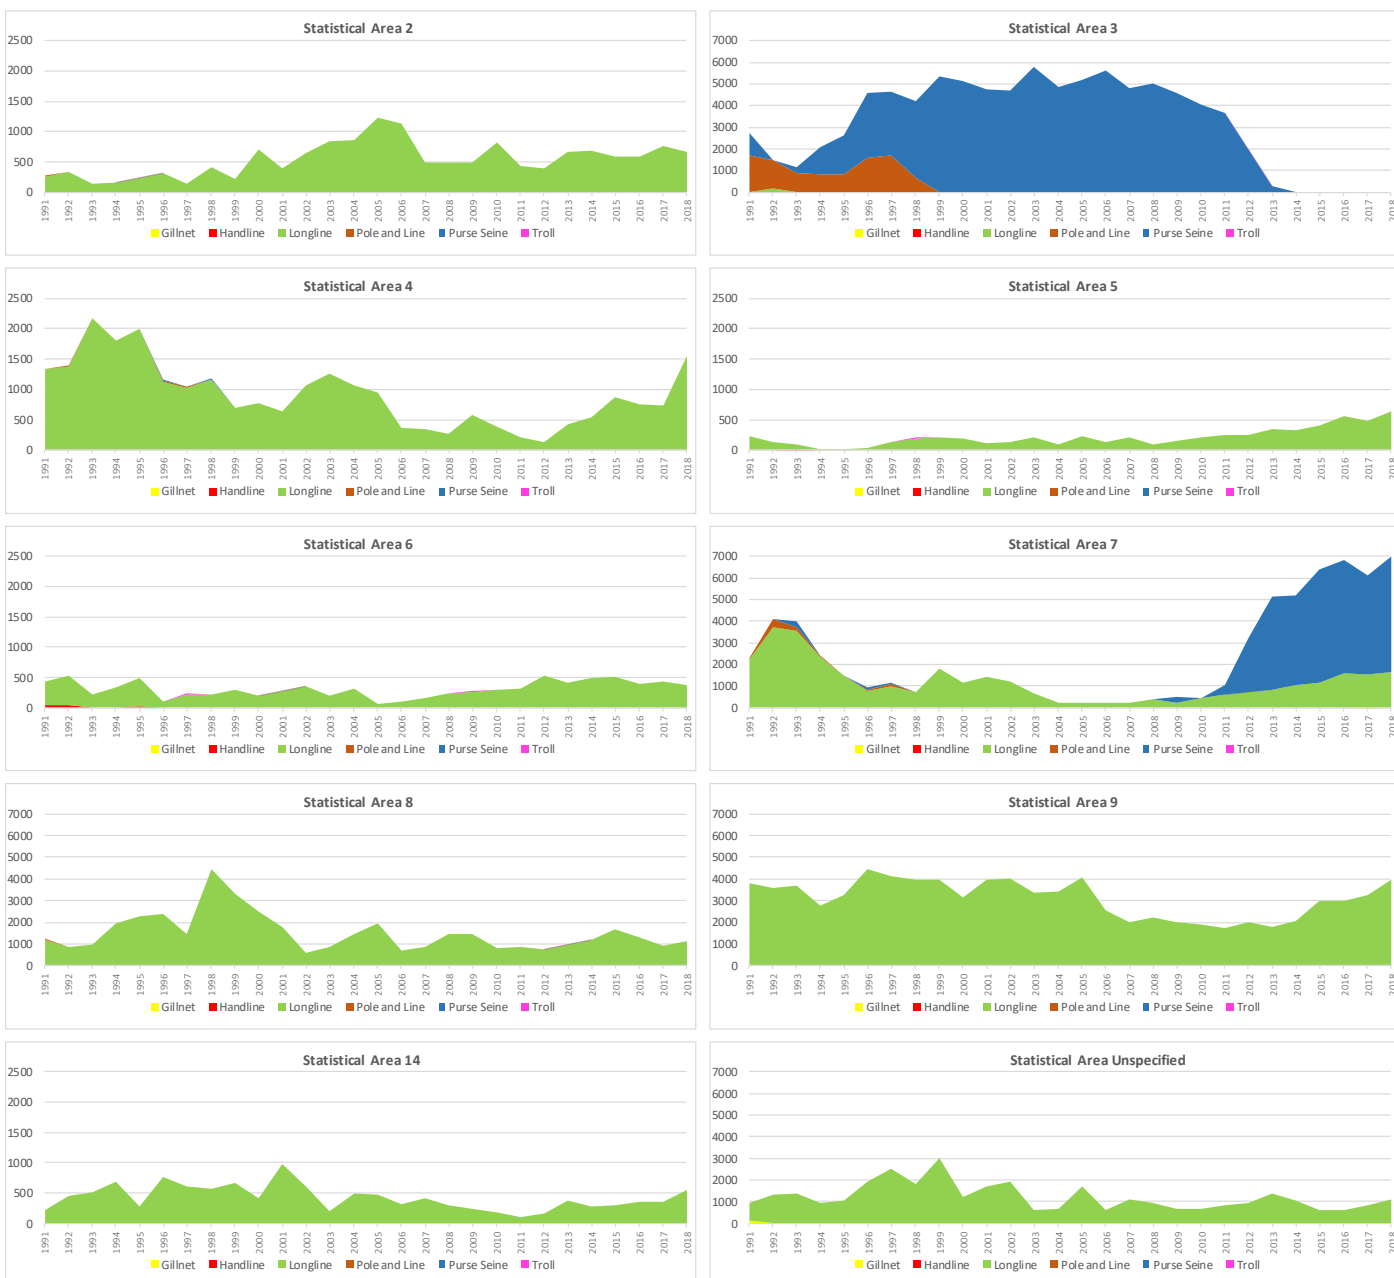 Statistical Area 2
2500
2000
1500
1000
500
0
1991 1992 1993 1994 1995 1996 1997 1998 1999 2000 2001 2002 2003 2004 2005 2006 2007 2008 2009 2010 2011 2012 2013 2014 2015 2016 2017 2018
Gillnet Handline Longline Pole and Line Purse Seine Troll
Statistical Area 3
7000
6000
5000
4000
3000
2000
1000
0
1991 1992 1993 1994 1995 1996 1997 1998 1999 2000 2001 2002 2003 2004 2005 2006 2007 2008 2009 2010 2011 2012 2013 2014 2015 2016 2017 2018
Gillnet Handline Longline Pole and Line Purse Seine Troll
Statistical Area 4
2500
2000
1500
1000
500
0
1991 1992 1993 1994 1995 1996 1997 1998 1999 2000 2001 2002 2003 2004 2005 2006 2007 2008 2009 2010 2011 2012 2013 2014 2015 2016 2017 2018
Gillnet Handline Longline Pole and Line Purse Seine Troll
Statistical Area 5
2500
2000
1500
1000
500
0
1991 1992 1993 1994 1995 1996 1997 1998 1999 2000 2001 2002 2003 2004 2005 2006 2007 2008 2009 2010 2011 2012 2013 2014 2015 2016 2017 2018
Gillnet Handline Longline Pole and Line Purse Seine Troll
Statistical Area 6
2500
2000
1500
1000
500
0
1991 1992 1993 1994 1995 1996 1997 1998 1999 2000 2001 2002 2003 2004 2005 2006 2007 2008 2009 2010 2011 2012 2013 2014 2015 2016 2017 2018
Gillnet Handline Longline Pole and Line Purse Seine Troll
Statistical Area 7
7000
6000
5000
4000
3000
2000
1000
0
1991 1992 1993 1994 1995 1996 1997 1998 1999 2000 2001 2002 2003 2004 2005 2006 2007 2008 2009 2010 2011 2012 2013 2014 2015 2016 2017 2018
Gillnet Handline Longline Pole and Line Purse Seine Troll
Statistical Area 8
7000
6000
5000
4000
3000
2000
1000
0
1991 1992 1993 1994 1995 1996 1997 1998 1999 2000 2001 2002 2003 2004 2005 2006 2007 2008 2009 2010 2011 2012 2013 2014 2015 2016 2017 2018
Gillnet Handline Longline Pole and Line Purse Seine Troll
Statistical Area 9
7000
6000
5000
4000
3000
2000
1000
0
1991 1992 1993 1994 1995 1996 1997 1998 1999 2000 2001 2002 2003 2004 2005 2006 2007 2008 2009 2010 2011 2012 2013 2014 2015 2016 2017 2018
Gillnet Handline Longline Pole and Line Purse Seine Troll
Statistical Area 14
2500
2000
1500
1000
500
0
1991 1992 1993 1994 1995 1996 1997 1998 1999 2000 2001 2002 2003 2004 2005 2006 2007 2008 2009 2010 2011 2012 2013 2014 2015 2016 2017 2018
Gillnet Handline Longline Pole and Line Purse Seine Troll
Statistical Area Unspecified
7000
6000
5000
4000
3000
2000
1000
0
1991 1992 1993 1994 1995 1996 1997 1998 1999 2000 2001 2002 2003 2004 2005 2006 2007 2008 2009 2010 2011 2012 2013 2014 2015 2016 2017 2018
Gillnet Handline Longline Pole and Line Purse Seine Troll